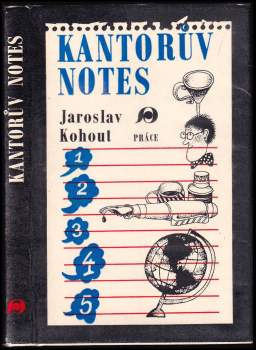 KANTORŮV NOTES
KANTORŮV
NOTES
Jaroslav
Kohout
PRÁCE
1
2
3
4
5